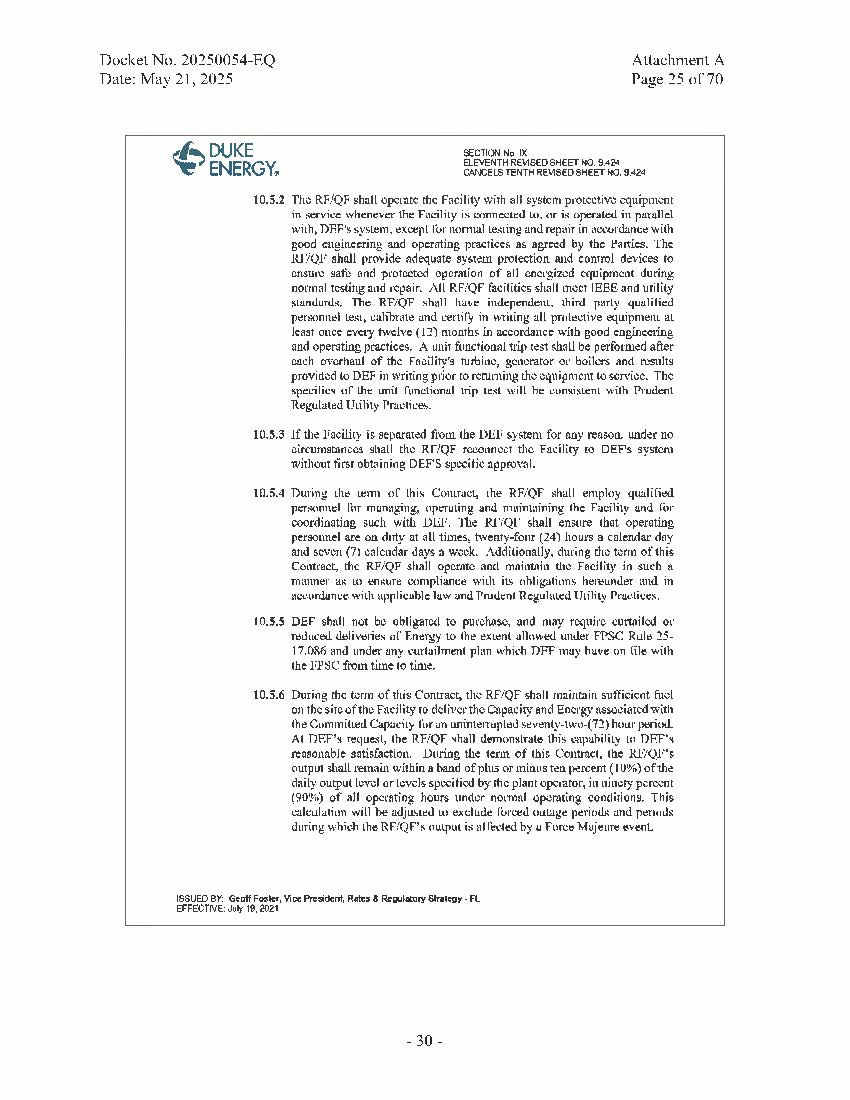 Docket No. 20250054-EQ
Date: May 21, 2025
Attachment A
Page 25 of 70
DUKE
ENERGY
SECTION No. IX
ELEVENTH REVISED SHEET NO. 9.424
CANCELS TENTH REVISED SHEET NO. 9.424
10.5.2 The RF/QF shall operate the Facility with all system protective equipment
in service whenever the Facility is connected to, or is operated in parallel
with, DEF's system, except for normal testing and repair in accordance with
good engineering and operating practices as agreed by the Parties. The
RF/QF shall provide adequate system protection and control devices to
ensure safe and protected operation of all energized equipment during
normal testing and repair. All RF/QF facilities shall meet IEEE and utility
standards. The RF/QF shall have independent, third party qualified
personnel test, calibrate and certify in writing all protective equipment at
least once every twelve (12) months in accordance with good engineering
and operating practices. A unit functional trip test shall be performed after
each overhaul of the Facility's turbine, generator or boilers and results
provided to DEF in writing prior to returning the equipment to service. The
specifics of the unit functional trip test will be consistent with Prudent
Regulated Utility Practices.
10.5.3 If the Facility is separated from the DEF system for any reason, under no
circumstances shall the RF/QF reconnect the Facility to DEF's system
without first obtaining DEF'S specific approval.
10.5.4 During the term of this Contract, the RF/QF shall employ qualified
personnel for managing, operating and maintaining the Facility and for
coordinating such with DEF. The RF/QF shall ensure that operating
personnel are on duty at all times, twenty-four (24) hours a calendar day
and seven (7) calendar days a week. Additionally, during the term of this
Contract, the RF/QF shall operate and maintain the Facility in such a
manner as to ensure compliance with its obligations hereunder and in
accordance with applicable law and Prudent Regulated Utility Practices.
10.5.5 DEF shall not be obligated to purchase, and may require curtailed or
reduced deliveries of Energy to the extent allowed under FPSC Rule 25-
17.086 and under any curtailment plan which DEF may have on file with
the FPSC from time to time.
10.5.6 During the term of this Contract, the RF/QF shall maintain sufficient fuel
on the site of the Facility to deliver the Capacity and Energy associated with
the Committed Capacity for an uninterrupted seventy-two-(72) hour period.
At DEF's request, the RF/QF shall demonstrate this capability to DEF's
reasonable satisfaction. During the term of this Contract, the RF/QF's
output shall remain within a band of plus or minus ten percent (10%) of the
daily output level or levels specified by the plant operator, in ninety percent
(90%) of all operating hours under normal operating conditions. This
calculation will be adjusted to exclude forced outage periods and periods
during which the RF/QF's output is affected by a Force Majeure event.
ISSUED BY: Geoff Foster, Vice President, Rates & Regulatory Strategy - FL
EFFECTIVE: July 19, 2021
- 30 -